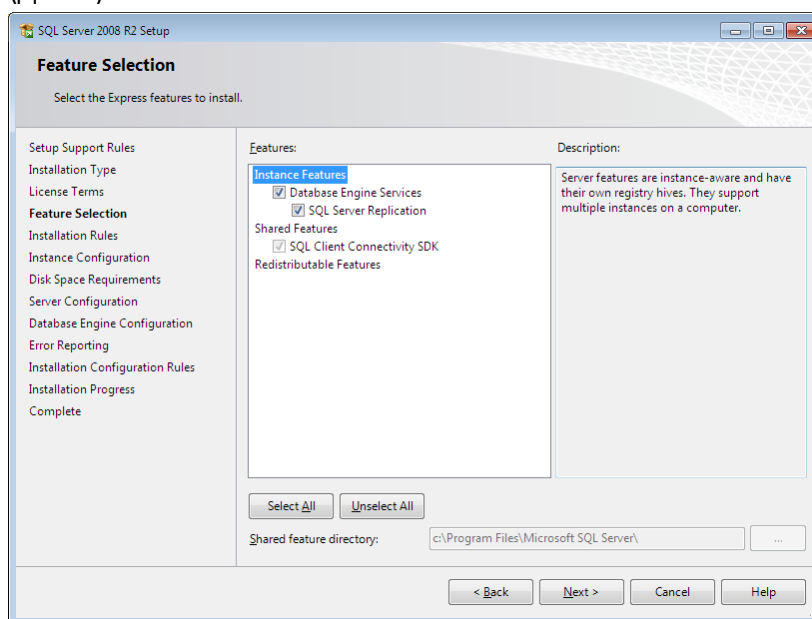 SQL Server 2008 R2 Setup
Feature Selection
Select the Express features to install.
Setup Support Rules
Installation Type
License Terms
Feature Selection
Installation Rules
Instance Configuration
Disk Space Requirements
Server Configuration
Database Engine Configuration
Error Reporting
Installation Configuration Rules
Installation Progress
Complete
Features:
Instance Features
Database Engine Services
SQL Server Replication
Shared Features
SQL Client Connectivity SDK
Redistributable Features
Description:
Server features are instance-aware and have
their own registry hives. They support
multiple instances on a computer.
Select All
Unselect All
Shared feature directory:
c:\Program Files\Microsoft SQL Server\
...
< Back
Next >
Cancel
Help